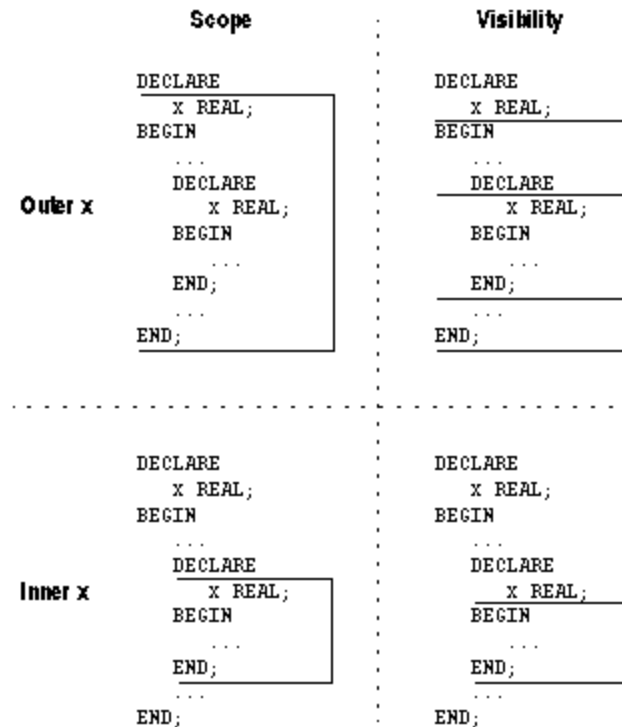 Scope
Visibility
Outer x
DECLARE
x REAL;
BEGIN
...
DECLARE
x REAL;
BEGIN
...
END;
...
END;
DECLARE
x REAL;
BEGIN
...
DECLARE
x REAL;
BEGIN
...
END;
...
END;
Inner x
DECLARE
x REAL;
BEGIN
...
DECLARE
x REAL;
BEGIN
...
END;
...
END;
DECLARE
x REAL;
BEGIN
...
DECLARE
x REAL;
BEGIN
...
END;
...
END;